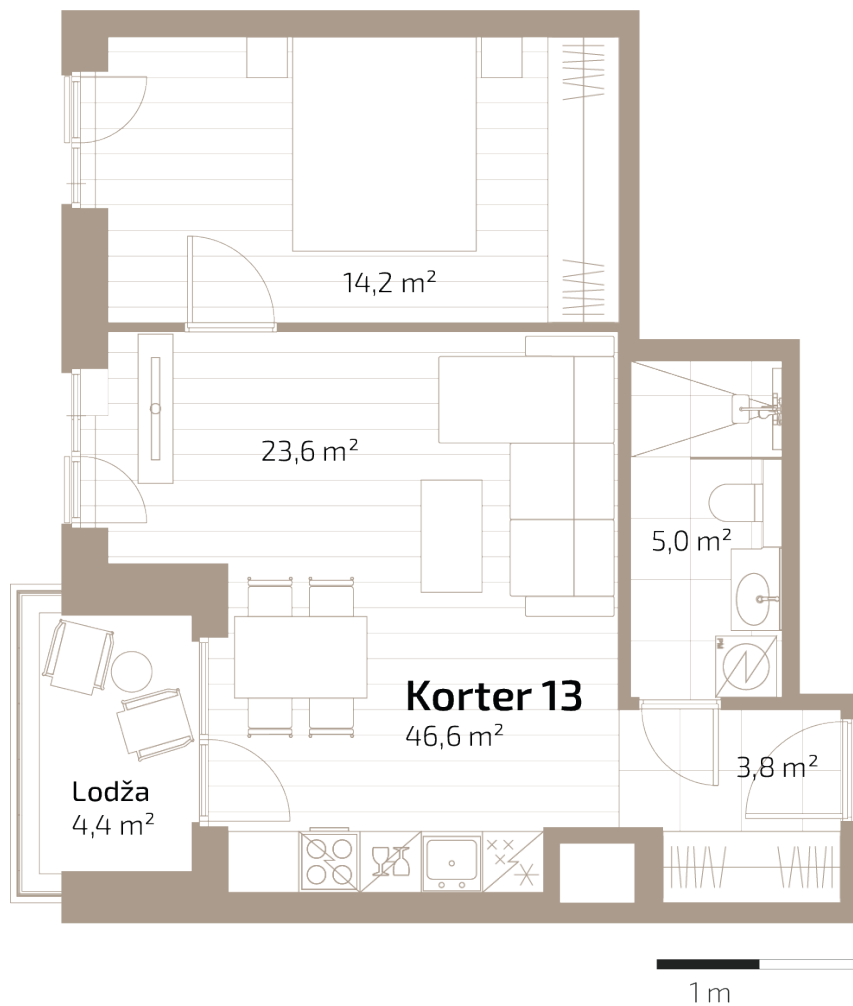 14,2 m²
23,6 m²
5,0 m²
Korter 13
46,6 m²
3,8 m²
Lodža
4,4 m²
1 m